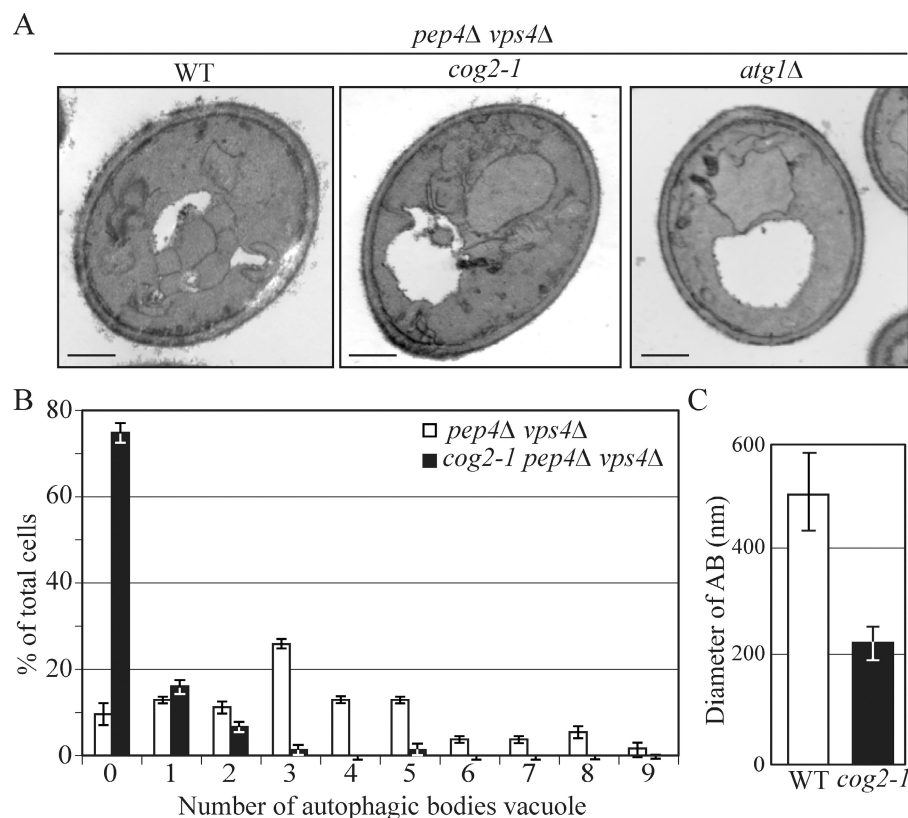 A
pep4Δ vps4Δ
WT cog2-1 atg1Δ
B
80
60
40
20
0
% of total cells
pep4Δ vps4Δ
cog2-1 pep4Δ vps4Δ
0 1 2 3 4 5 6 7 8 9
Number of autophagic bodies vacuole
C
600
400
200
0
Diameter of AB (nm)
WT cog2-1